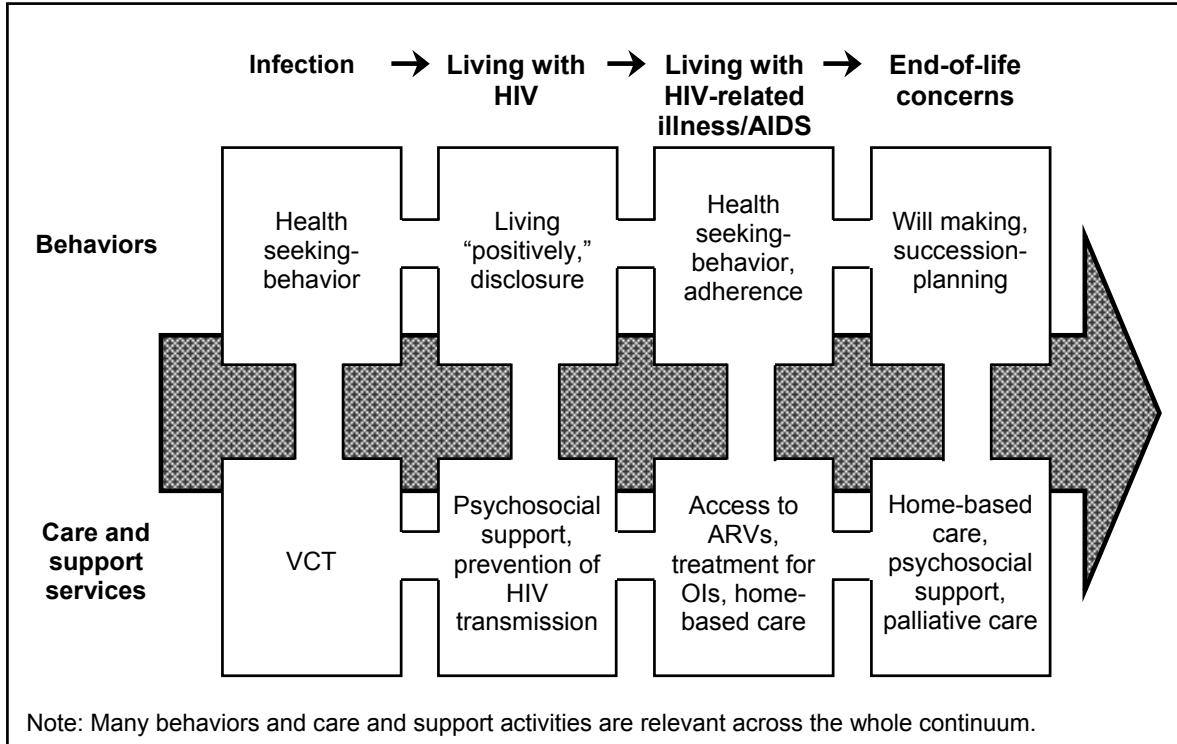 Infection → Living with HIV → Living with HIV-related illness/AIDS → End-of-life concerns
Behaviors
Health
seeking-
behavior
Living
“positively,”
disclosure
Health
seeking-
behavior,
adherence
Will making,
succession-
planning
Care and
support
services
VCT
Psychosocial
support,
prevention of
HIV
transmission
Access to
ARVs,
treatment for
OIs, home-
based care
Home-based
care,
psychosocial
support,
palliative care
Note: Many behaviors and care and support activities are relevant across the whole continuum.